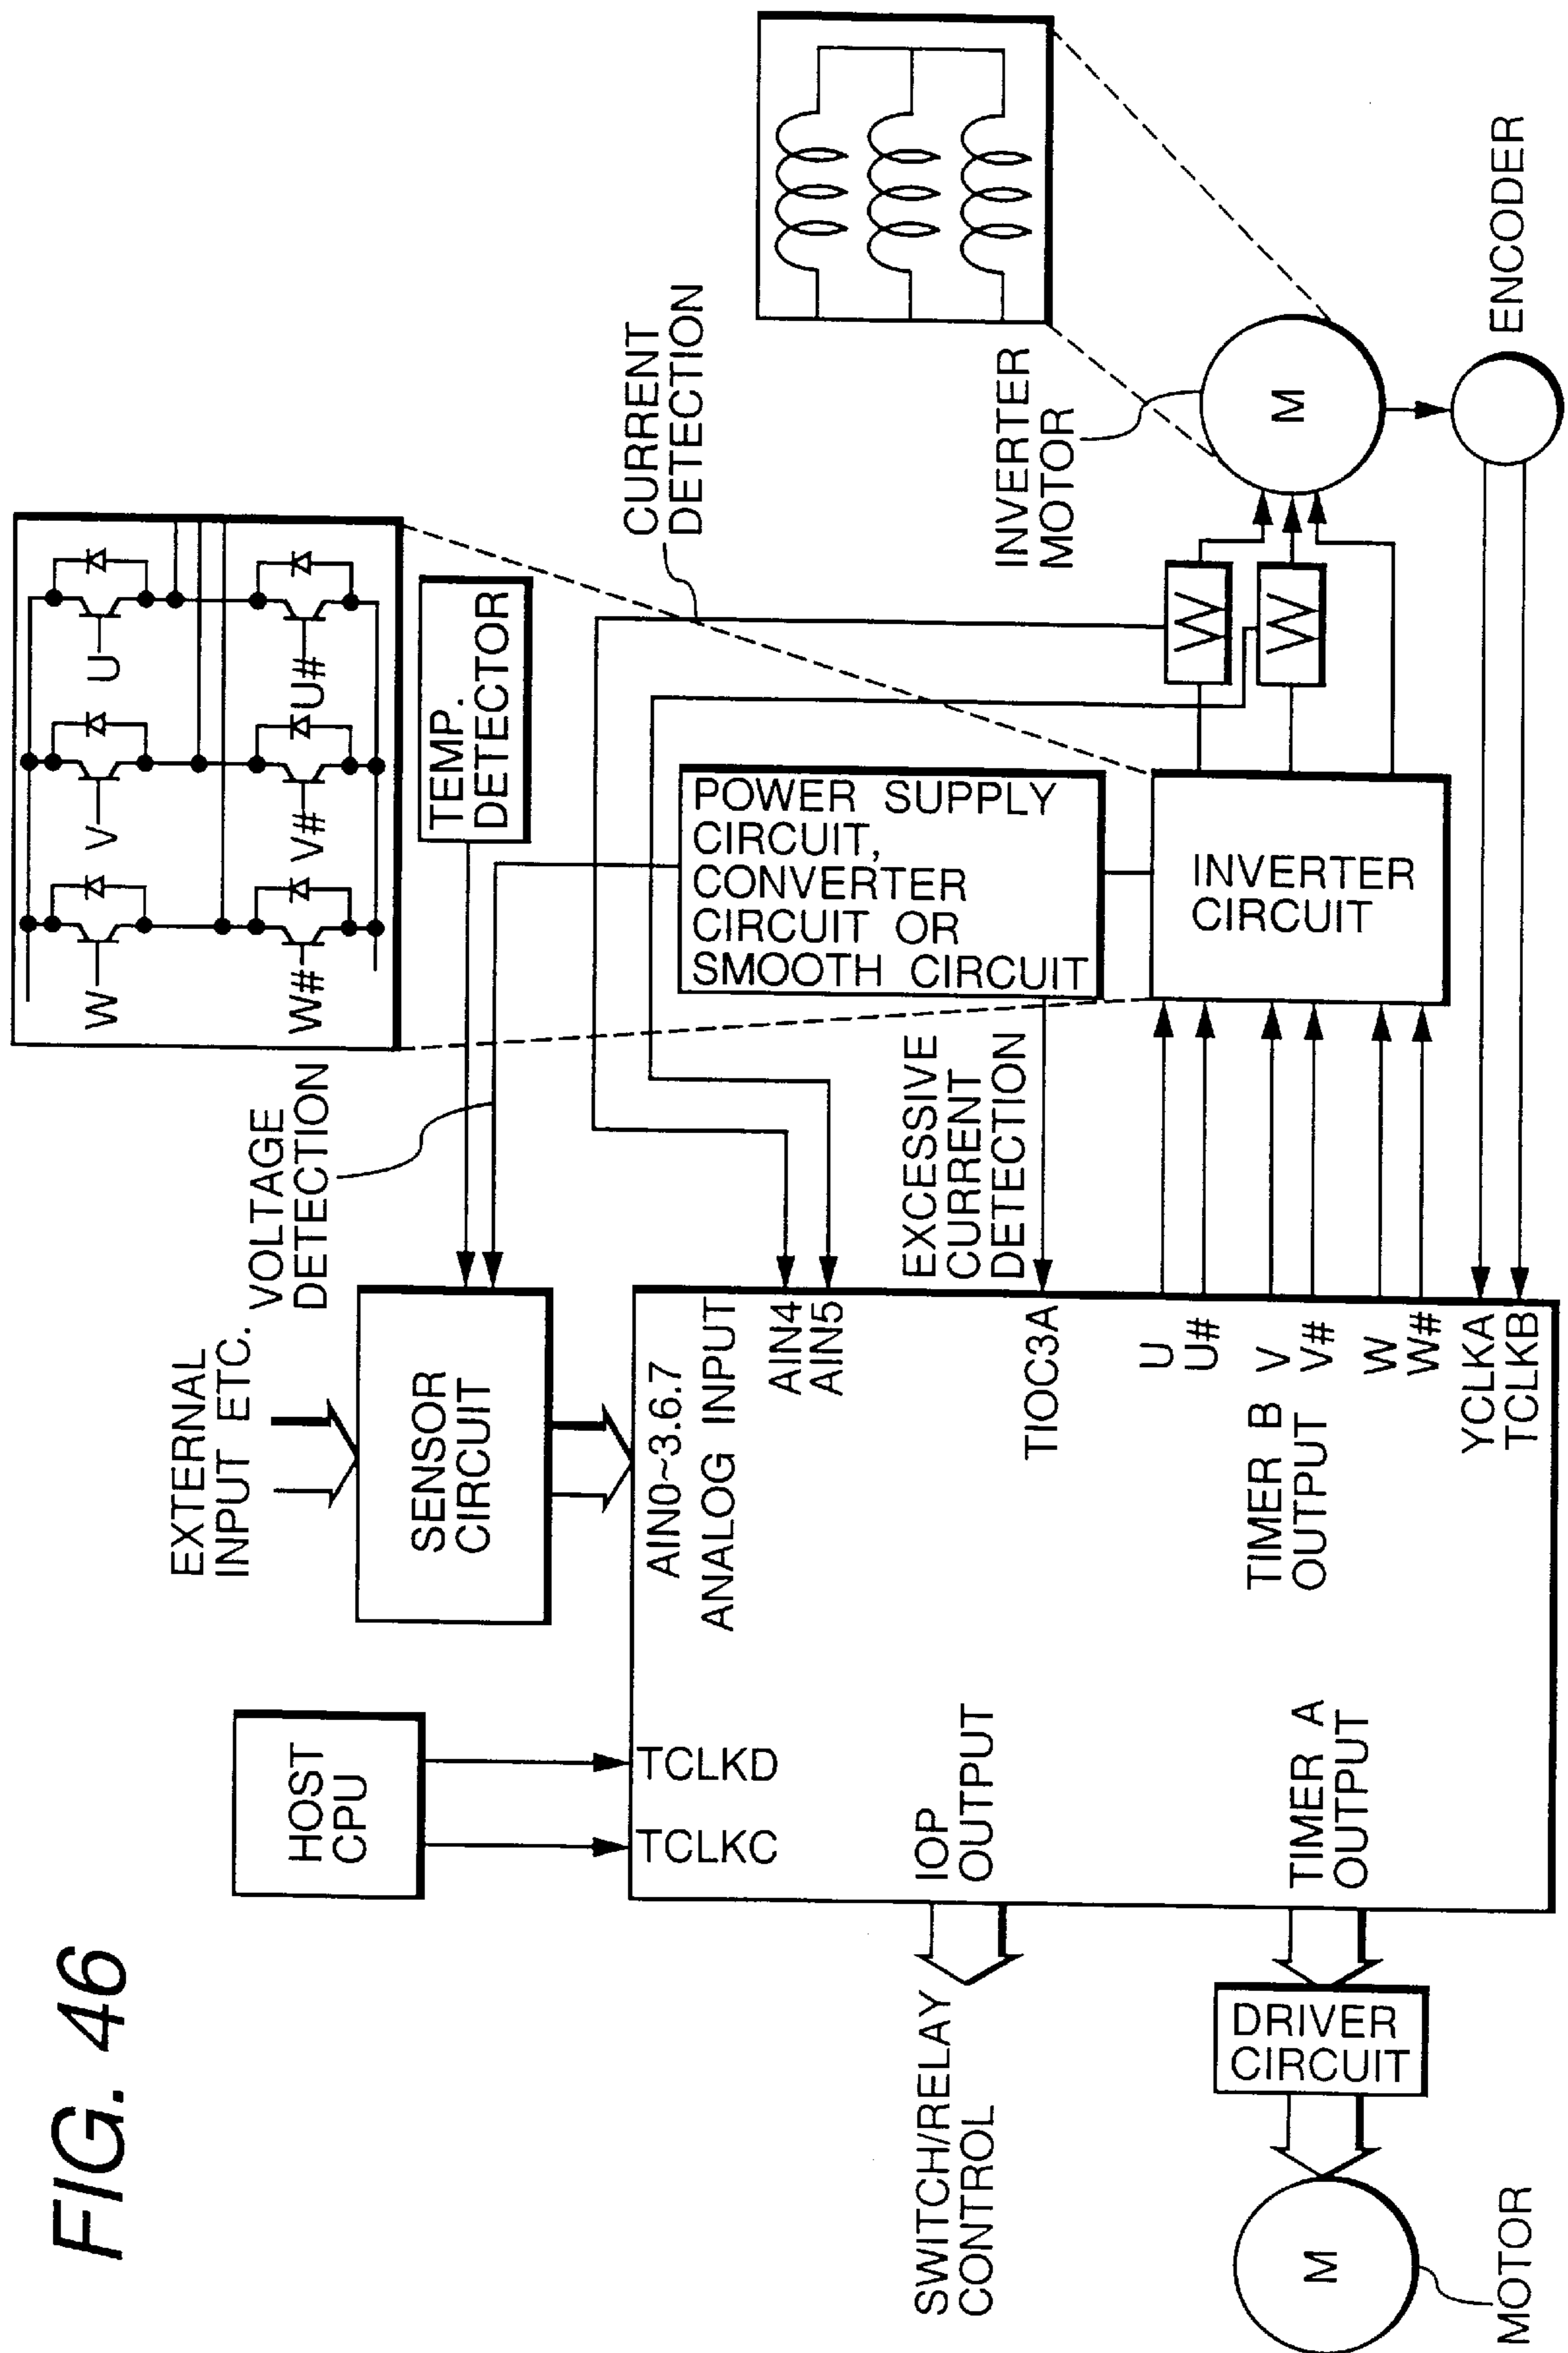 FIG. 46
HOST
CPU
EXTERNAL
INPUT ETC.
VOLTAGE
DETECTION
SENSOR
CIRCUIT
W
V
U
W#
V#
U#
TEMP.
DETECTOR
CURRENT
DETECTION
TCLKC
TCLKD
AIN0~3.6.7
ANALOG INPUT
AIN4
AIN5
POWER SUPPLY
CIRCUIT,
CONVERTER
CIRCUIT OR
SMOOTH CIRCUIT
EXCESSIVE
CURRENT
DETECTION
TIOC3A
IOP
OUTPUT
SWITCH/RELAY
CONTROL
INVERTER
MOTOR
M
INVERTER
CIRCUIT
U
U#
V
V#
W
W#
TIMER B
OUTPUT
TIMER A
OUTPUT
DRIVER
CIRCUIT
M
MOTOR
YCLKA
TCLKB
ENCODER